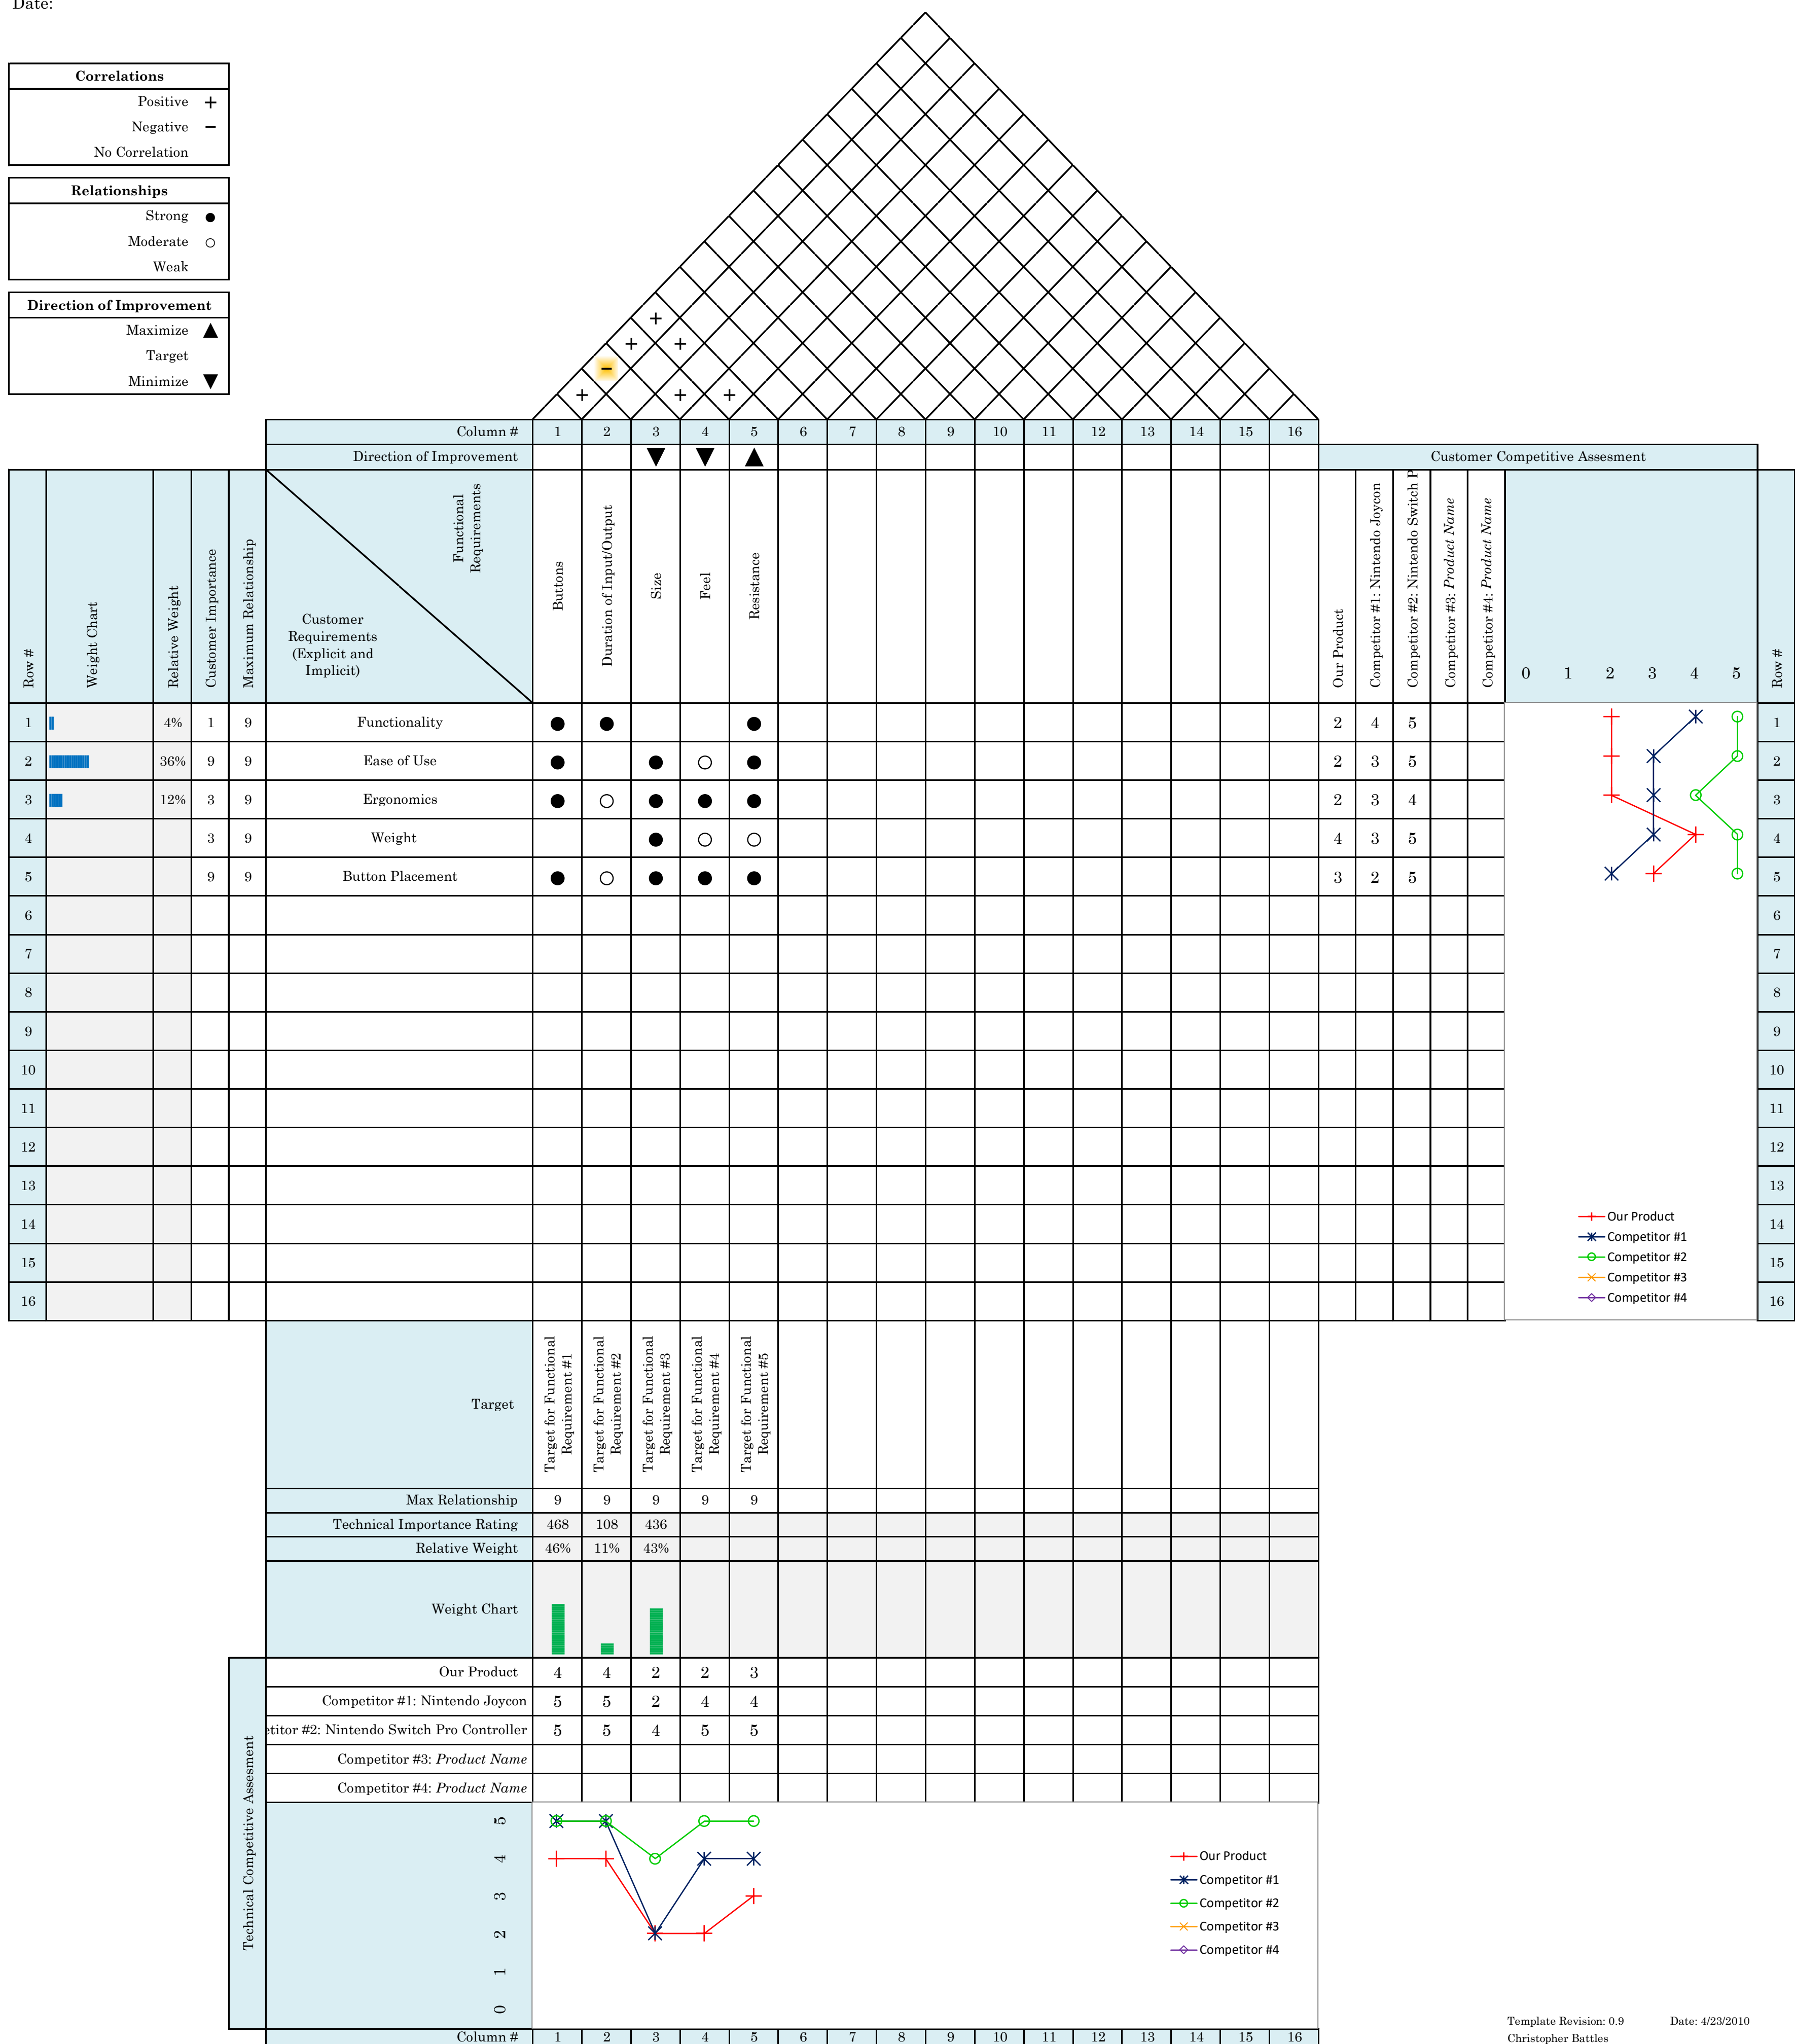 Date:
Correlations
Positive +
Negative −
No Correlation
Relationships
Strong ●
Moderate ○
Weak
Direction of Improvement
Maximize ▲
Target
Minimize ▼
+
+ +
−
+ + +
Column # 1 2 3 4 5 6 7 8 9 10 11 12 13 14 15 16
Direction of Improvement ▼ ▼ ▲
Customer Competitive Assesment
Row #
Weight Chart
Relative Weight
Customer Importance
Maximum Relationship
Functional
Requirements
Customer
Requirements
(Explicit and
Implicit)
Buttons
Duration of Input/Output
Size
Feel
Resistance
Our Product
Competitor #1: Nintendo Joycon
Competitor #2: Nintendo Switch P
Competitor #3: Product Name
Competitor #4: Product Name
0 1 2 3 4 5
Row #
1 4% 1 9 Functionality ● ● ● 2 4 5 1
2 36% 9 9 Ease of Use ● ● ○ ● 2 3 5 2
3 12% 3 9 Ergonomics ● ○ ● ● ● 2 3 4 3
4 3 9 Weight ● ○ ○ 4 3 5 4
5 9 9 Button Placement ● ○ ● ● ● 3 2 5 5
6 6
7 7
8 8
9 9
10 10
11 11
12 12
13 13
14 14
15 15
16 16
Our Product
Competitor #1
Competitor #2
Competitor #3
Competitor #4
Target
Target for Functional
Requirement #1
Target for Functional
Requirement #2
Target for Functional
Requirement #3
Target for Functional
Requirement #4
Target for Functional
Requirement #5
Max Relationship 9 9 9 9 9
Technical Importance Rating 468 108 436
Relative Weight 46% 11% 43%
Weight Chart
Technical Competitive Assesment
Our Product 4 4 2 2 3
Competitor #1: Nintendo Joycon 5 5 2 4 4
etitor #2: Nintendo Switch Pro Controller 5 5 4 5 5
Competitor #3: Product Name
Competitor #4: Product Name
5
4
3
2
1
0
Our Product
Competitor #1
Competitor #2
Competitor #3
Competitor #4
Column # 1 2 3 4 5 6 7 8 9 10 11 12 13 14 15 16
Template Revision: 0.9 Date: 4/23/2010
Christopher Battles